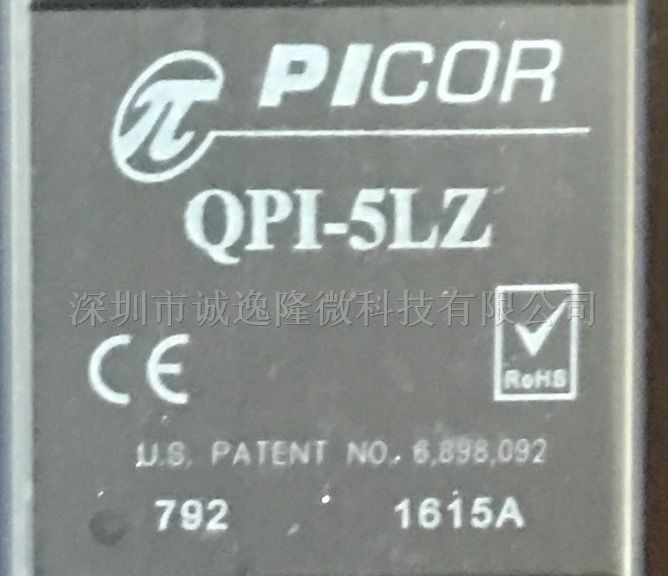 π PICOR
QPI-5LZ
深圳市诚逸隆微科技有限公司
CE
RoHS
U.S. PATENT NO. 6,898,092
792 1615A